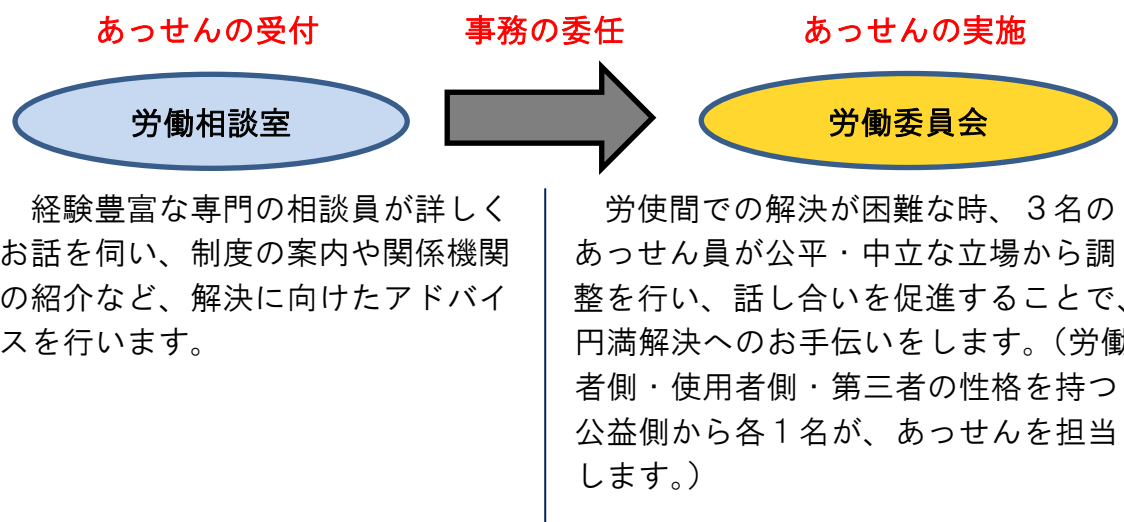 あっせんの受付
事務の委任
あっせんの実施
労働相談室
労働委員会
経験豊富な専門の相談員が詳しく
お話を伺い、制度の案内や関係機関
の紹介など、解決に向けたアドバイ
スを行います。
労使間での解決が困難な時、３名の
あっせん員が公平・中立な立場から調
整を行い、話し合いを促進することで、
円満解決へのお手伝いをします。（労働
者側・使用者側・第三者の性格を持つ
公益側から各１名が、あっせんを担当
します。）